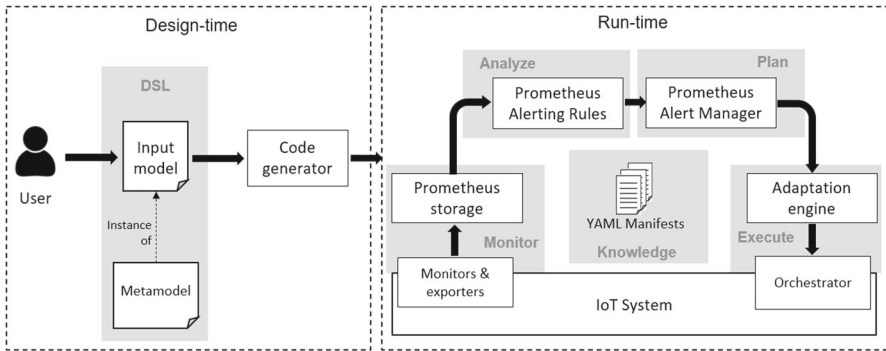 Design-time
DSL
User
Input
model
Code
generator
Instance
of
Metamodel
Run-time
Analyze
Prometheus
Alerting Rules
Plan
Prometheus
Alert Manager
Prometheus
storage
Monitor
Monitors &
exporters
YAML Manifests
Knowledge
Adaptation
engine
Execute
Orchestrator
IoT System